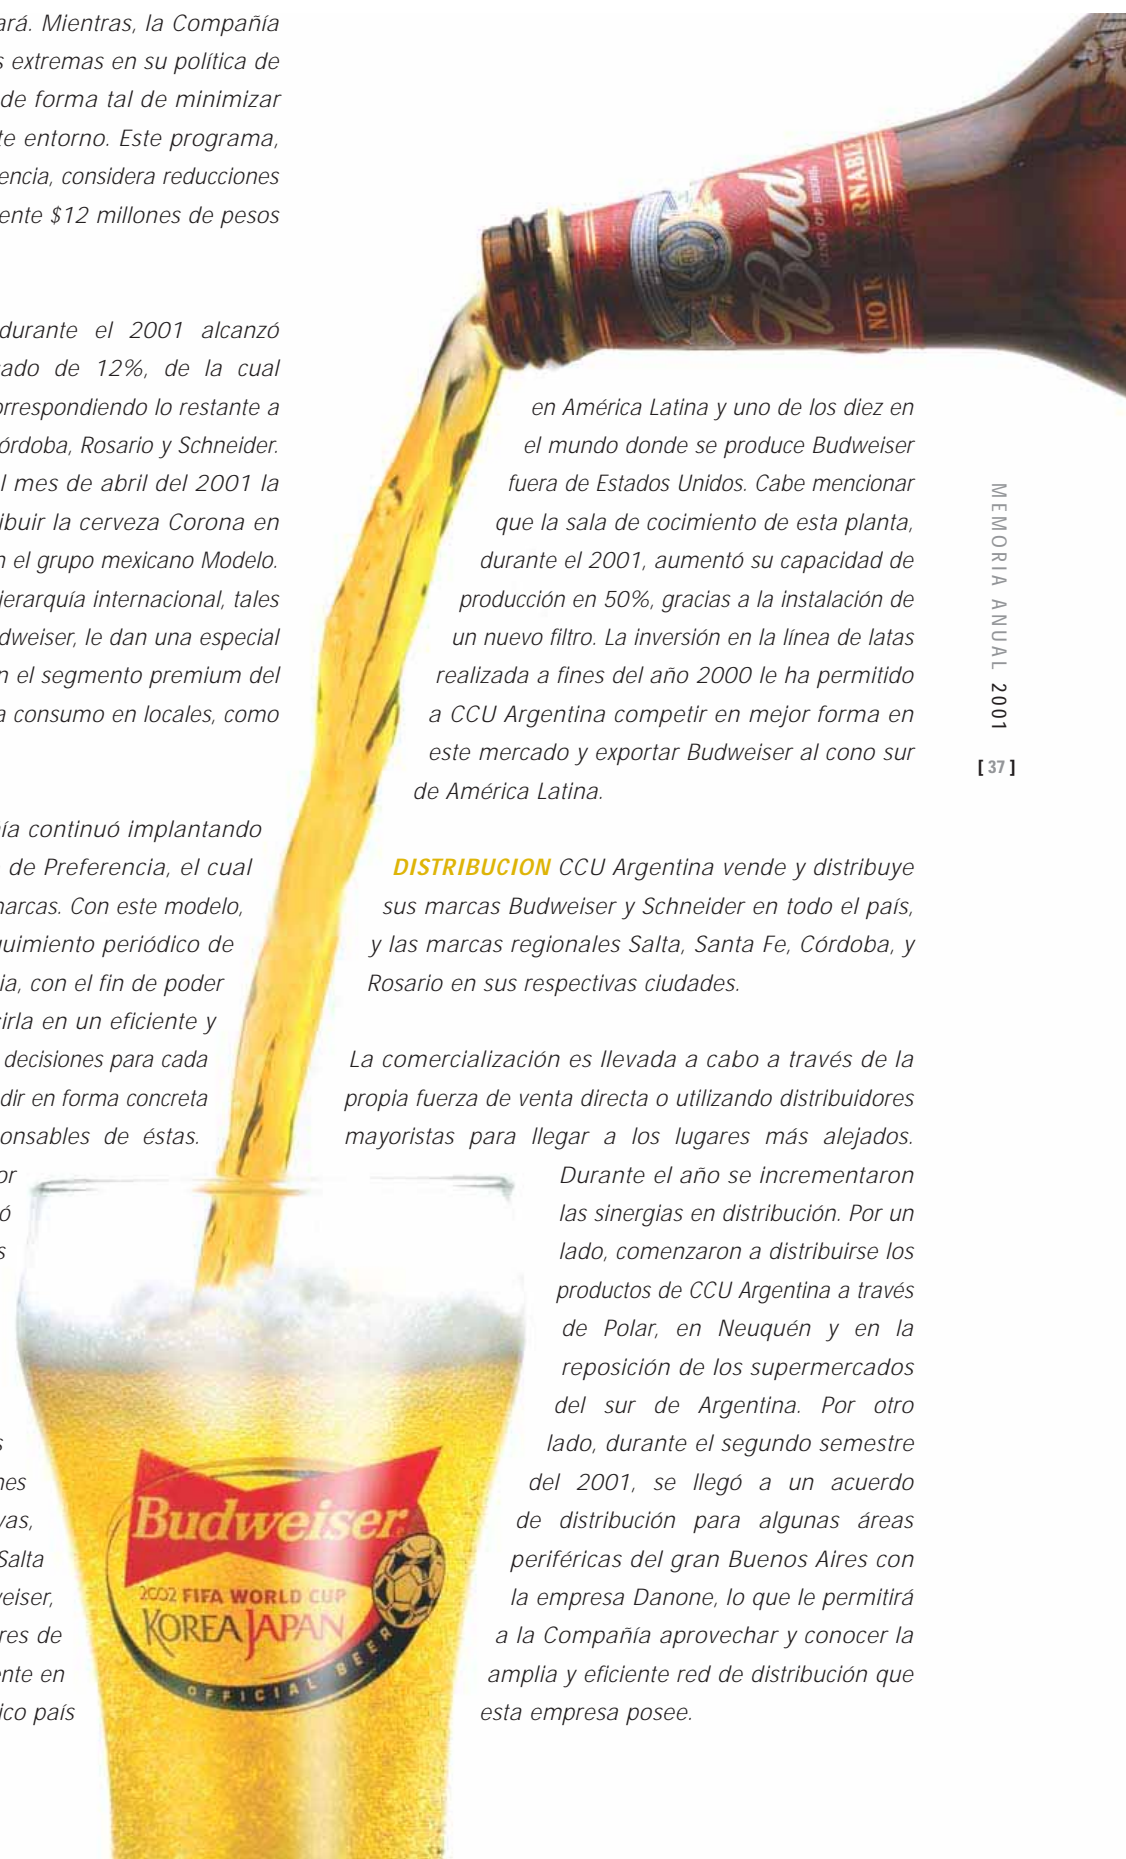 ará. Mientras, la Compañía
s extremas en su política de
de forma tal de minimizar
te entorno. Este programa,
encia, considera reducciones
ente $12 millones de pesos
durante el 2001 alcanzó
ado de 12%, de la cual
orrespondiendo lo restante a
órdoba, Rosario y Schneider.
l mes de abril del 2001 la
ibuir la cerveza Corona en
n el grupo mexicano Modelo.
ierarquía internacional, tales
dweiser, le dan una especial
n el segmento premium del
a consumo en locales, como
ía continuó implantando
de Preferencia, el cual
narcas. Con este modelo,
uimiento periódico de
ia, con el fin de poder
irla en un eficiente y
decisiones para cada
dir en forma concreta
onsables de éstas.
or
ó
s
s
nes
vas,
Salta
weiser,
res de
ente en
ico país
Bud
KING OF BEERS
NO R
RNABLE
en América Latina y uno de los diez en
el mundo donde se produce Budweiser
fuera de Estados Unidos. Cabe mencionar
que la sala de cocimiento de esta planta,
durante el 2001, aumentó su capacidad de
producción en 50%, gracias a la instalación de
un nuevo filtro. La inversión en la línea de latas
realizada a fines del año 2000 le ha permitido
a CCU Argentina competir en mejor forma en
este mercado y exportar Budweiser al cono sur
de América Latina.
DISTRIBUCION CCU Argentina vende y distribuye
sus marcas Budweiser y Schneider en todo el país,
y las marcas regionales Salta, Santa Fe, Córdoba, y
Rosario en sus respectivas ciudades.
La comercialización es llevada a cabo a través de la
propia fuerza de venta directa o utilizando distribuidores
mayoristas para llegar a los lugares más alejados.
Durante el año se incrementaron
las sinergias en distribución. Por un
lado, comenzaron a distribuirse los
productos de CCU Argentina a través
de Polar, en Neuquén y en la
reposición de los supermercados
del sur de Argentina. Por otro
lado, durante el segundo semestre
del 2001, se llegó a un acuerdo
de distribución para algunas áreas
periféricas del gran Buenos Aires con
la empresa Danone, lo que le permitirá
a la Compañía aprovechar y conocer la
amplia y eficiente red de distribución que
esta empresa posee.
Budweiser
2002 FIFA WORLD CUP
KOREA JAPAN
OFFICIAL BEER
MEMORIA ANUAL 2001
[ 37 ]